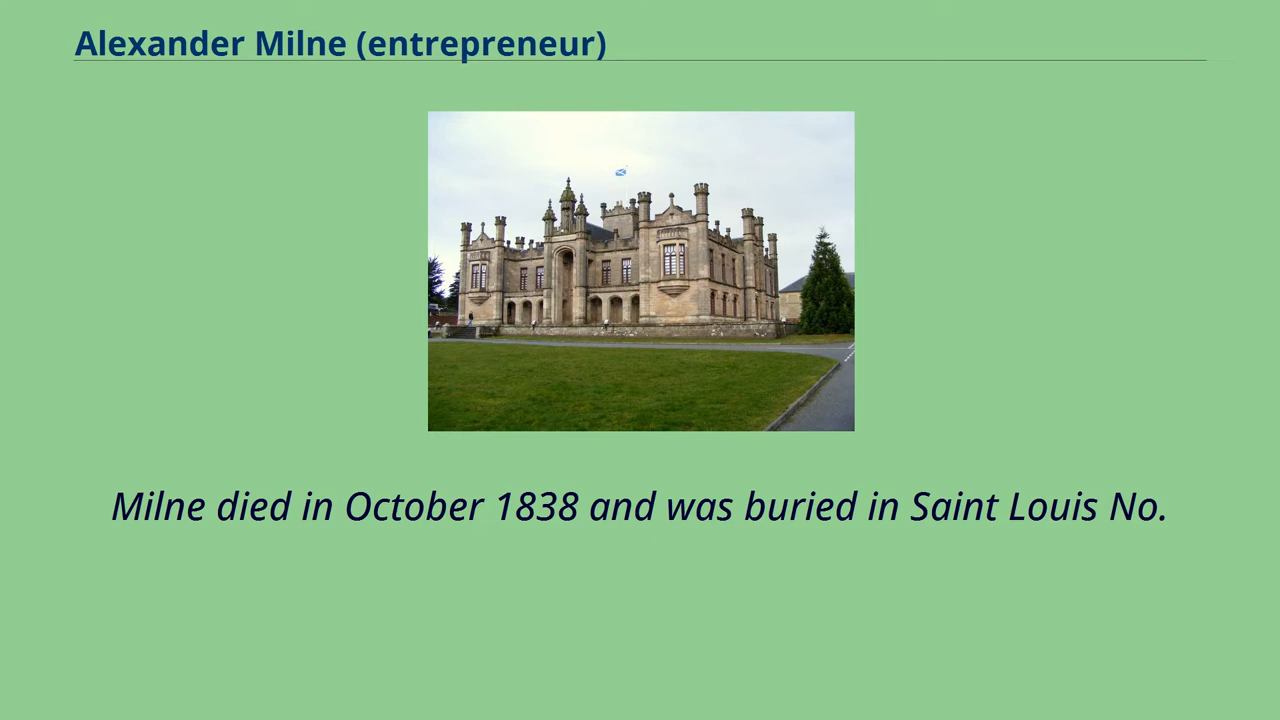 Alexander Milne (entrepreneur)
Milne died in October 1838 and was buried in Saint Louis No.